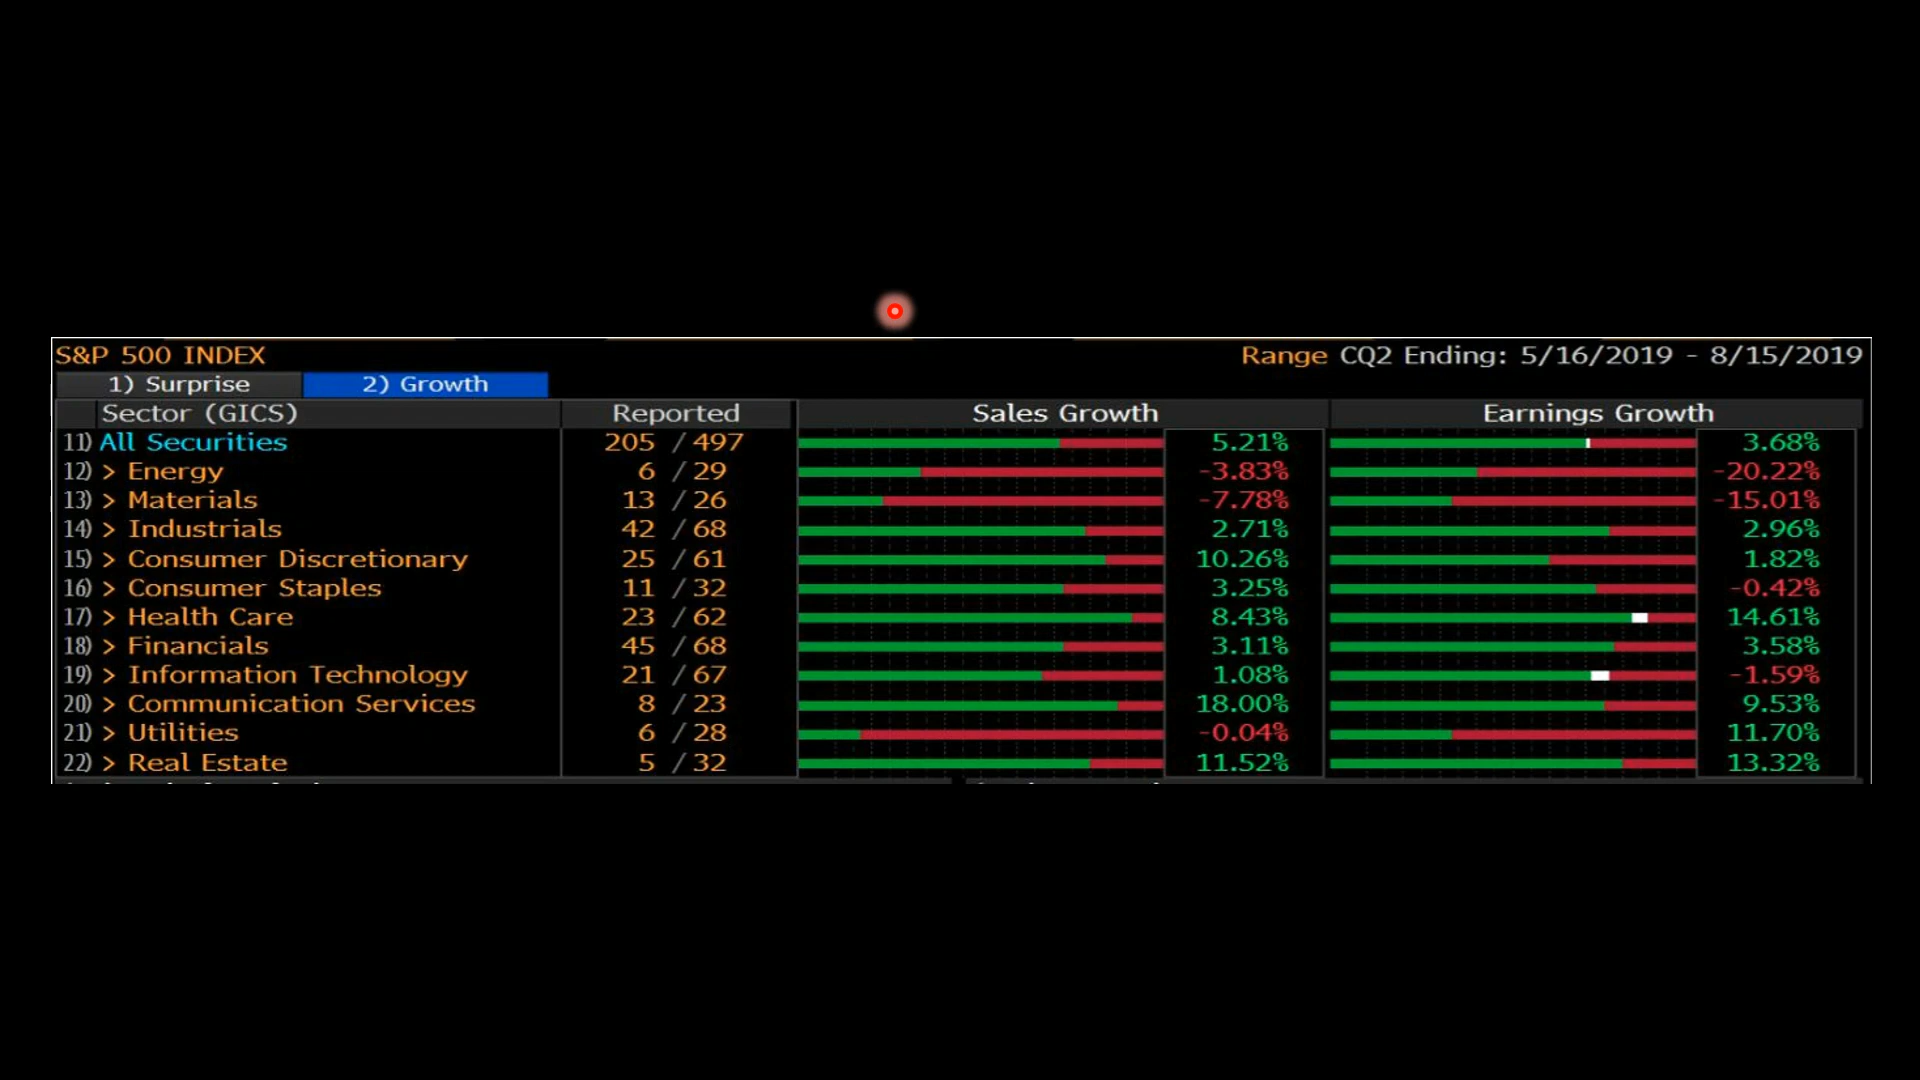 S&P 500 INDEX Range CQ2 Ending: 5/16/2019 - 8/15/2019
1) Surprise 2) Growth
Sector (GICS) Reported Sales Growth Earnings Growth
11) All Securities 205 / 497 5.21% 3.68%
12) > Energy 6 / 29 -3.83% -20.22%
13) > Materials 13 / 26 -7.78% -15.01%
14) > Industrials 42 / 68 2.71% 2.96%
15) > Consumer Discretionary 25 / 61 10.26% 1.82%
16) > Consumer Staples 11 / 32 3.25% -0.42%
17) > Health Care 23 / 62 8.43% 14.61%
18) > Financials 45 / 68 3.11% 3.58%
19) > Information Technology 21 / 67 1.08% -1.59%
20) > Communication Services 8 / 23 18.00% 9.53%
21) > Utilities 6 / 28 -0.04% 11.70%
22) > Real Estate 5 / 32 11.52% 13.32%